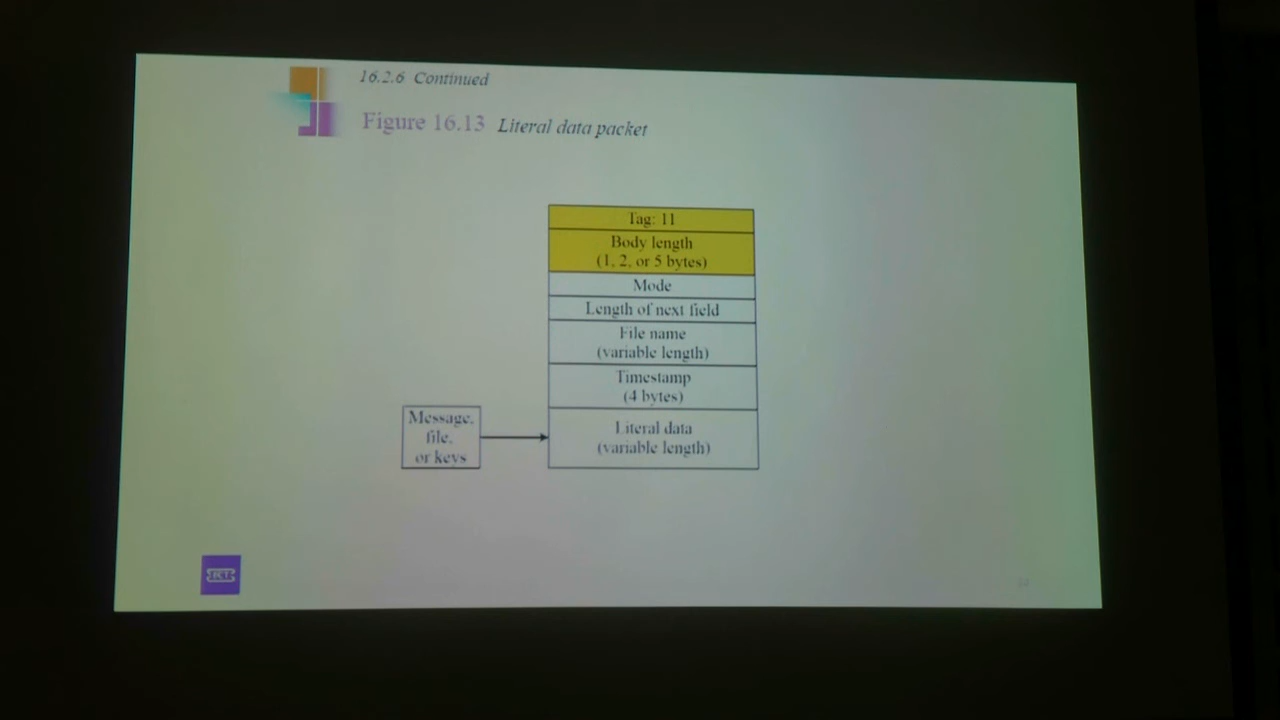 16.2.6 Continued
Figure 16.13 Literal data packet
Tag: 11
Body length
(1, 2, or 5 bytes)
Mode
Length of next field
File name
(variable length)
Timestamp
(4 bytes)
Literal data
(variable length)
Message,
file,
or keys